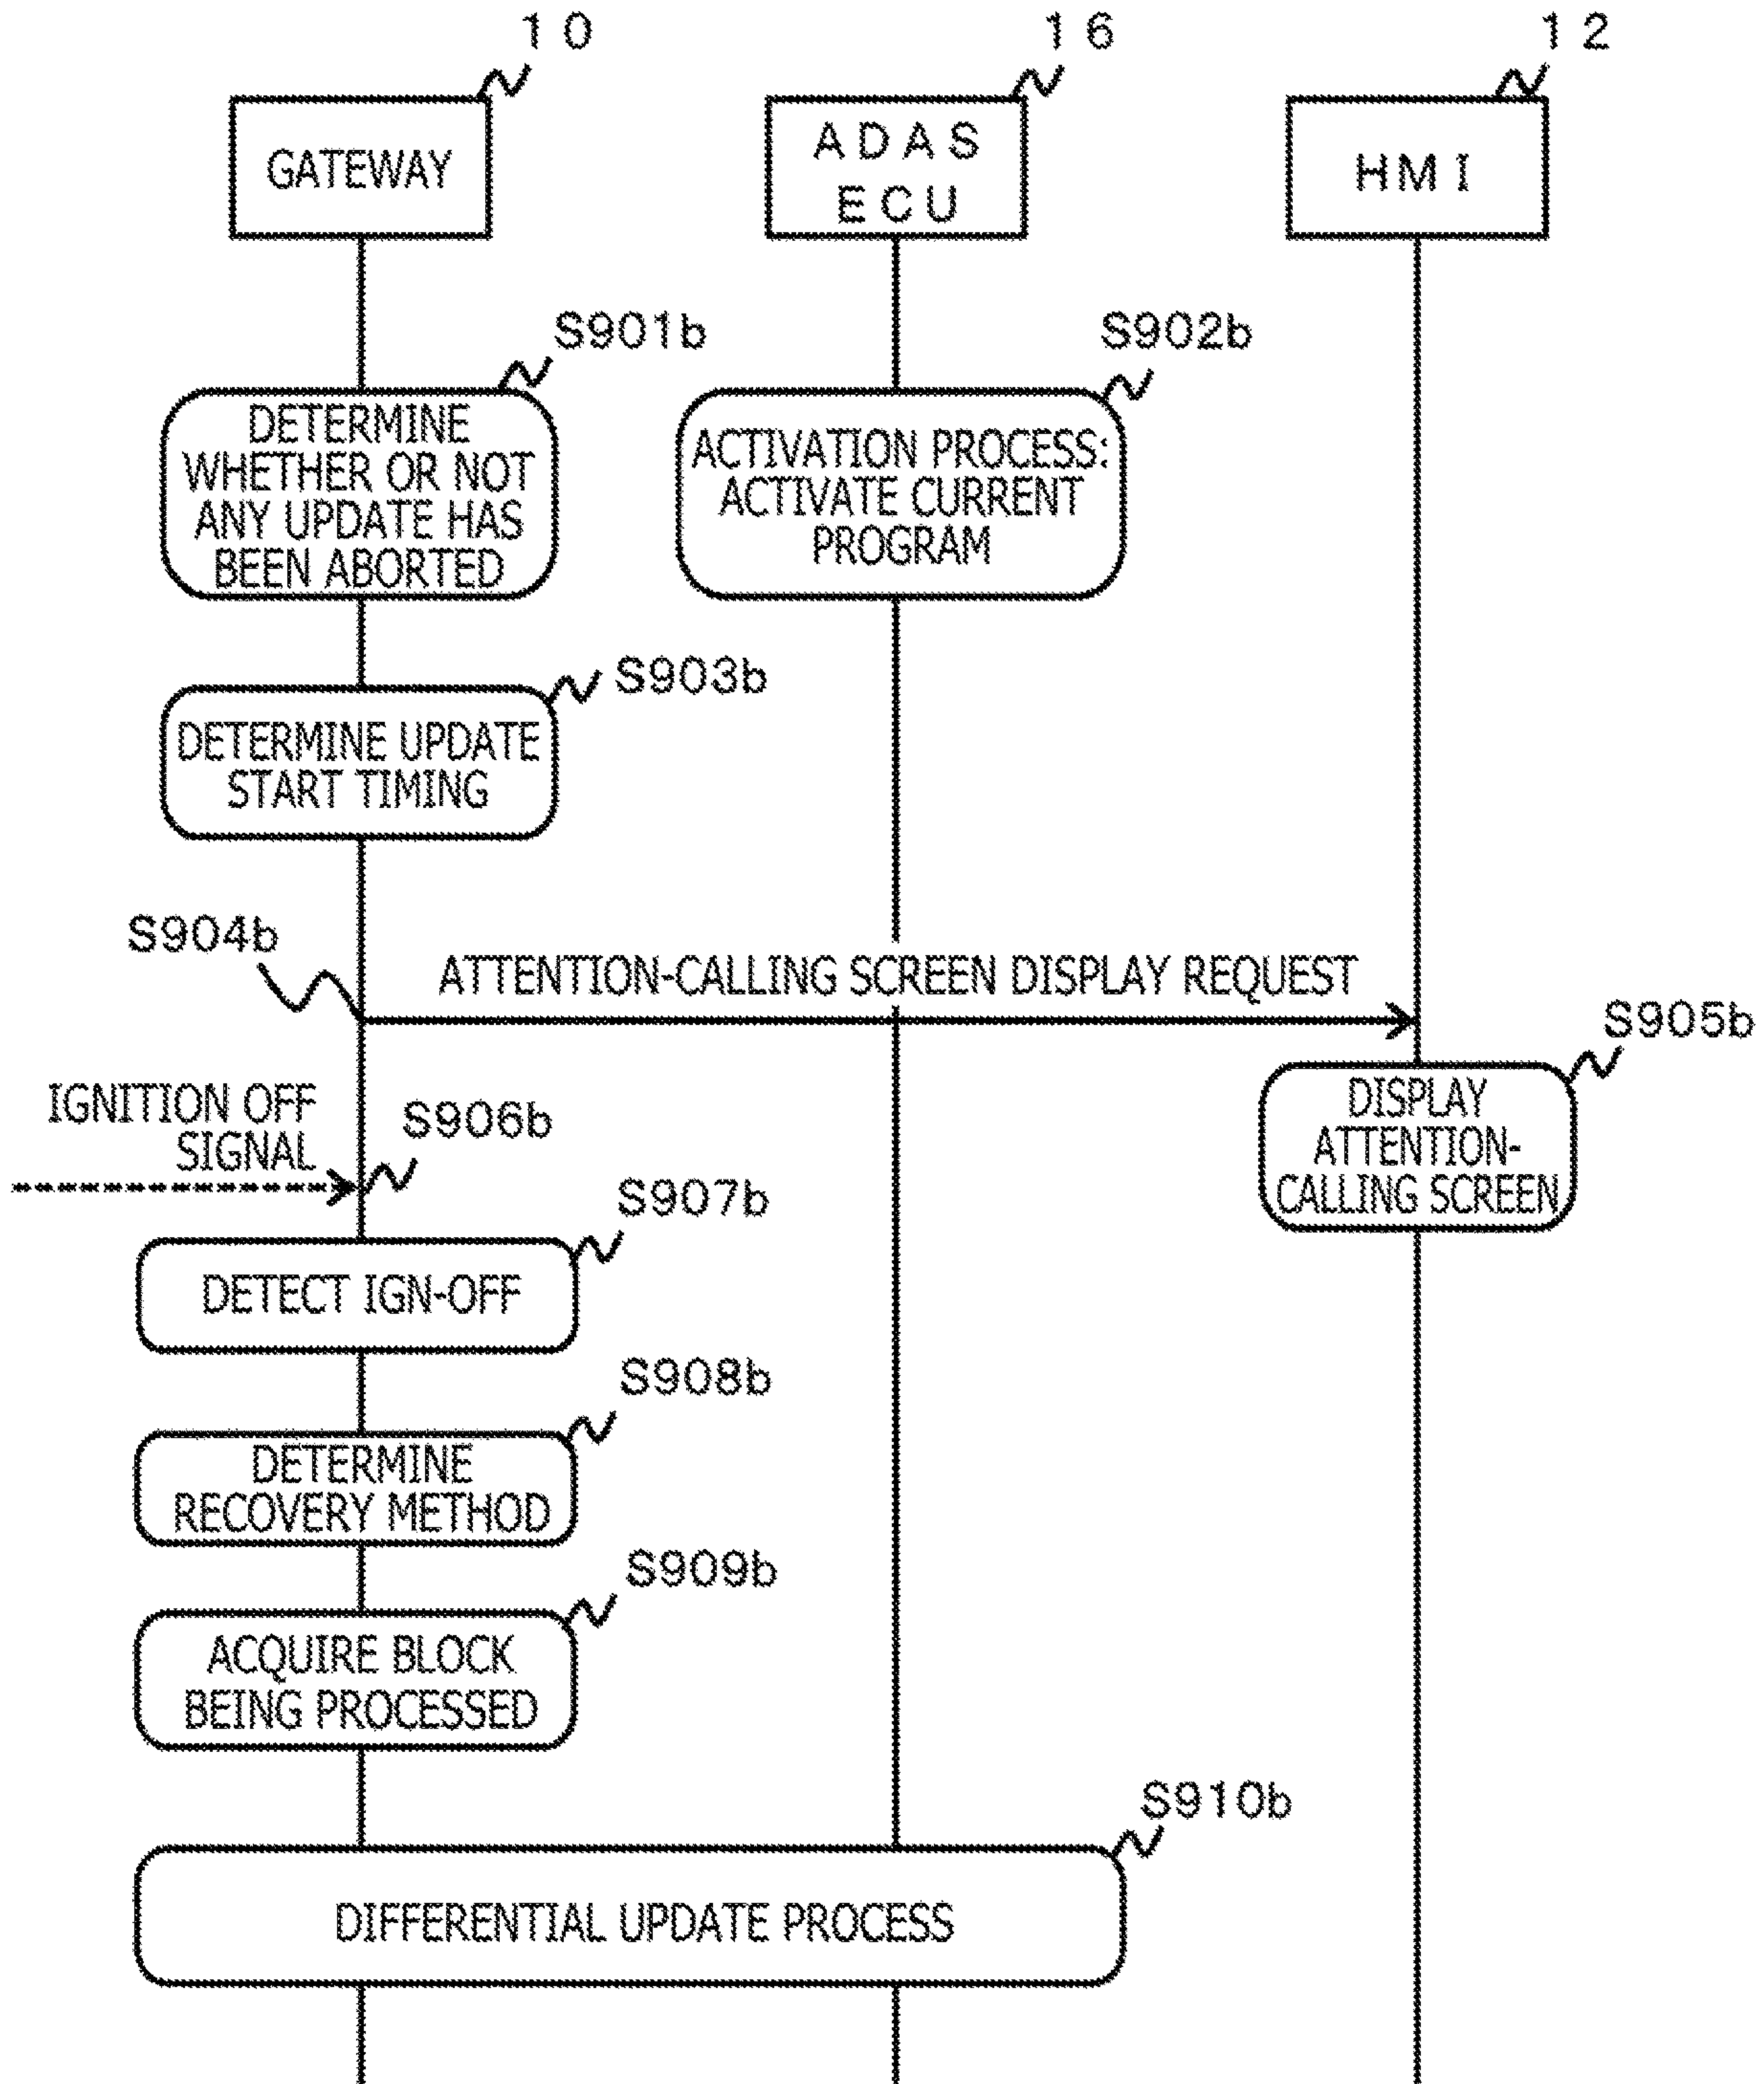 10
16
12
GATEWAY
ADAS
ECU
HMI
S901b
S902b
DETERMINE
WHETHER OR NOT
ANY UPDATE HAS
BEEN ABORTED
ACTIVATION PROCESS:
ACTIVATE CURRENT
PROGRAM
S903b
DETERMINE UPDATE
START TIMING
S904b
ATTENTION-CALLING SCREEN DISPLAY REQUEST
S905b
DISPLAY
ATTENTION-
CALLING SCREEN
IGNITION OFF
SIGNAL
S906b
S907b
DETECT IGN-OFF
S908b
DETERMINE
RECOVERY METHOD
S909b
ACQUIRE BLOCK
BEING PROCESSED
S910b
DIFFERENTIAL UPDATE PROCESS